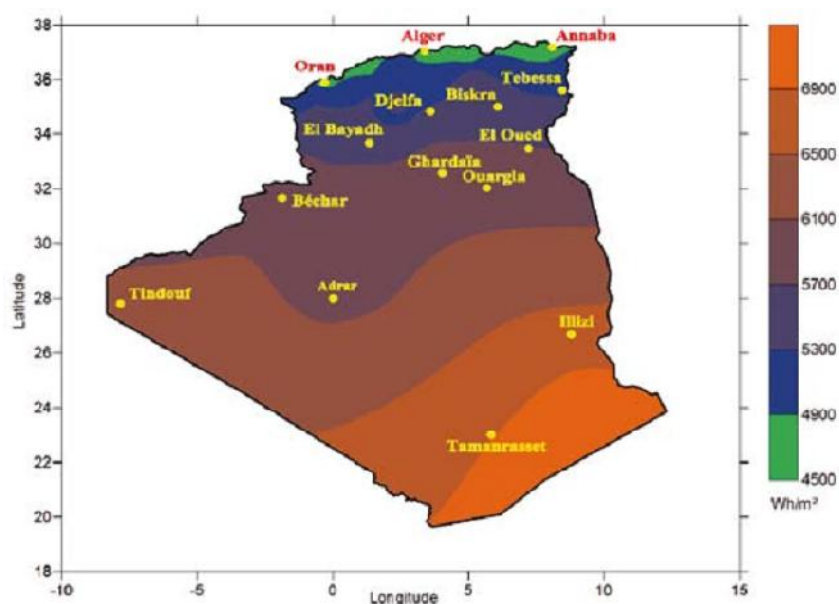 38
36
34
32
30
28
26
24
22
20
18
Latitude
-10
-5
0
5
10
15
Longitude
Alger
Annaba
Oran
Tebessa
Biskra
Djelfa
El Bayadh
El Oued
Ghardaïa
Ouargla
Béchar
Tindouf
Adrar
Illizi
Tamanrasset
6900
6500
6100
5700
5300
4900
4500
Wh/m²